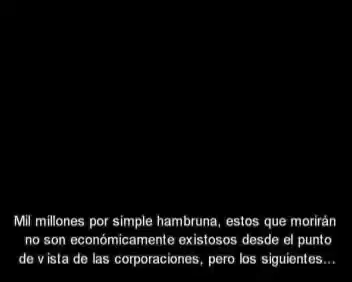 Mil millones por simple hambruna, estos que morirán
no son económicamente existosos desde el punto
de v ista de las corporaciones, pero los siguientes...